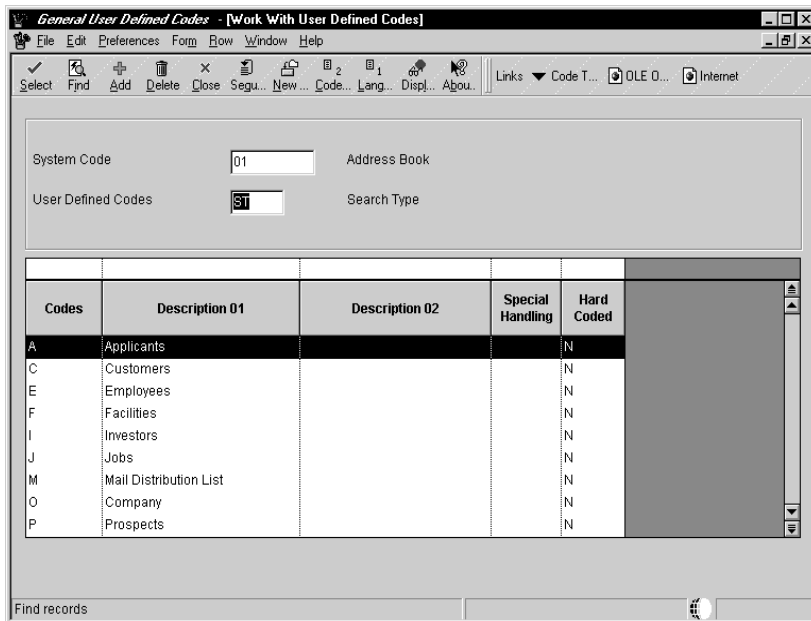 General User Defined Codes - [Work With User Defined Codes]
File Edit Preferences Form Row Window Help
Select Find Add Delete Close Segu... New ... Code... Lang... Displ... Abou.. Links Code T... OLE O... Internet
System Code 01 Address Book
User Defined Codes ST Search Type
Codes Description 01 Description 02 Special Handling Hard Coded
A Applicants N
C Customers N
E Employees N
F Facilities N
I Investors N
J Jobs N
M Mail Distribution List N
O Company N
P Prospects N
Find records